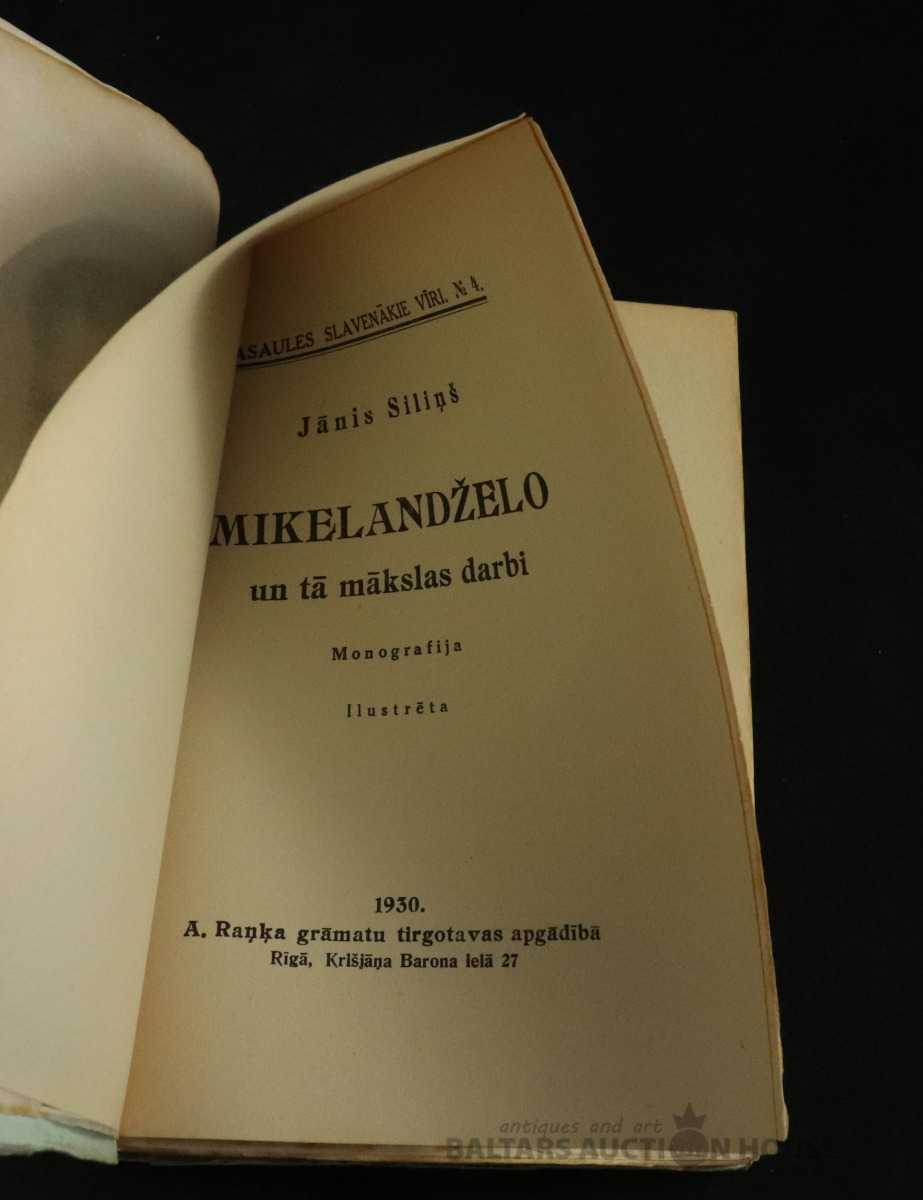 ASAULES SLAVENĀKIE VĪRI. № 4.
Jānis Siliņš
MIKELANDŽELO
un tā mākslas darbi
Monografija
Ilustrēta
1930.
A. Raņķa grāmatu tirgotavas apgādībā
Rīgā, Krišjāņa Barona ielā 27
antiques and art
BALTARS AUCTION HOUSE